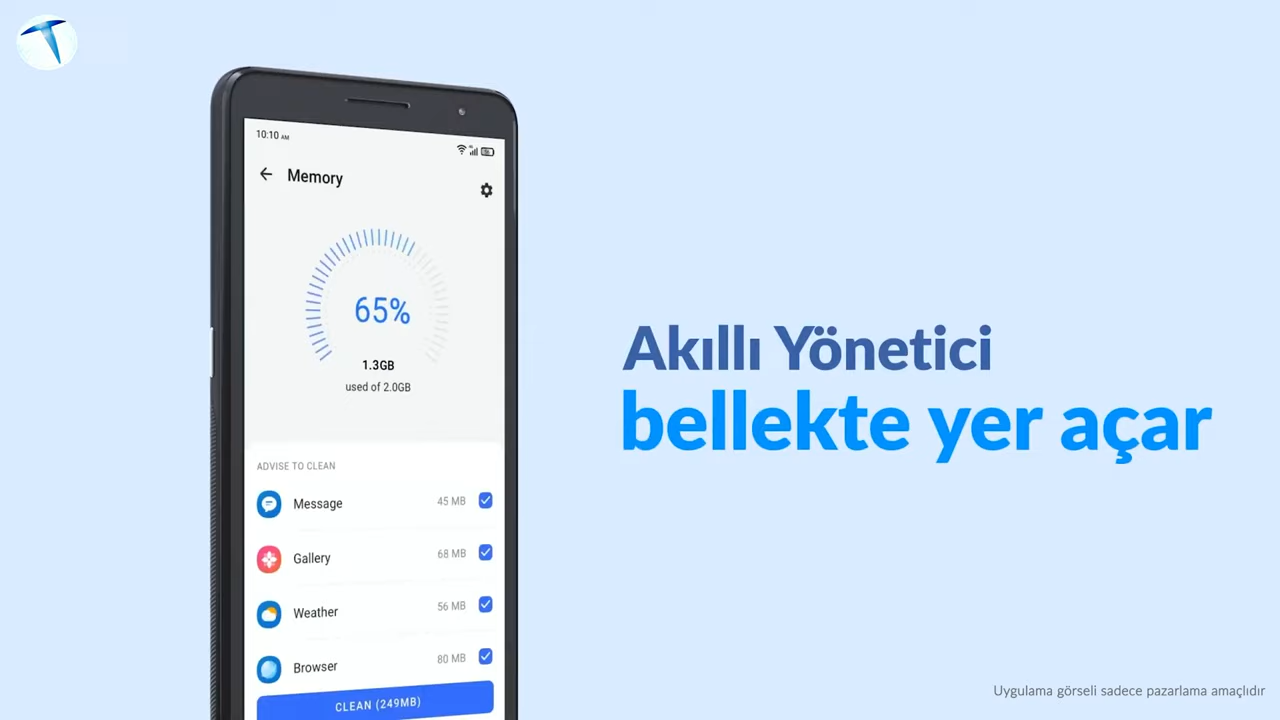 10:10 AM
Memory
65%
1.3GB
used of 2.0GB
ADVISE TO CLEAN
Message 45 MB
Gallery 68 MB
Weather 56 MB
Browser 80 MB
CLEAN (249MB)
Akıllı Yönetici
bellekte yer açar
Uygulama görseli sadece pazarlama amaçlıdır